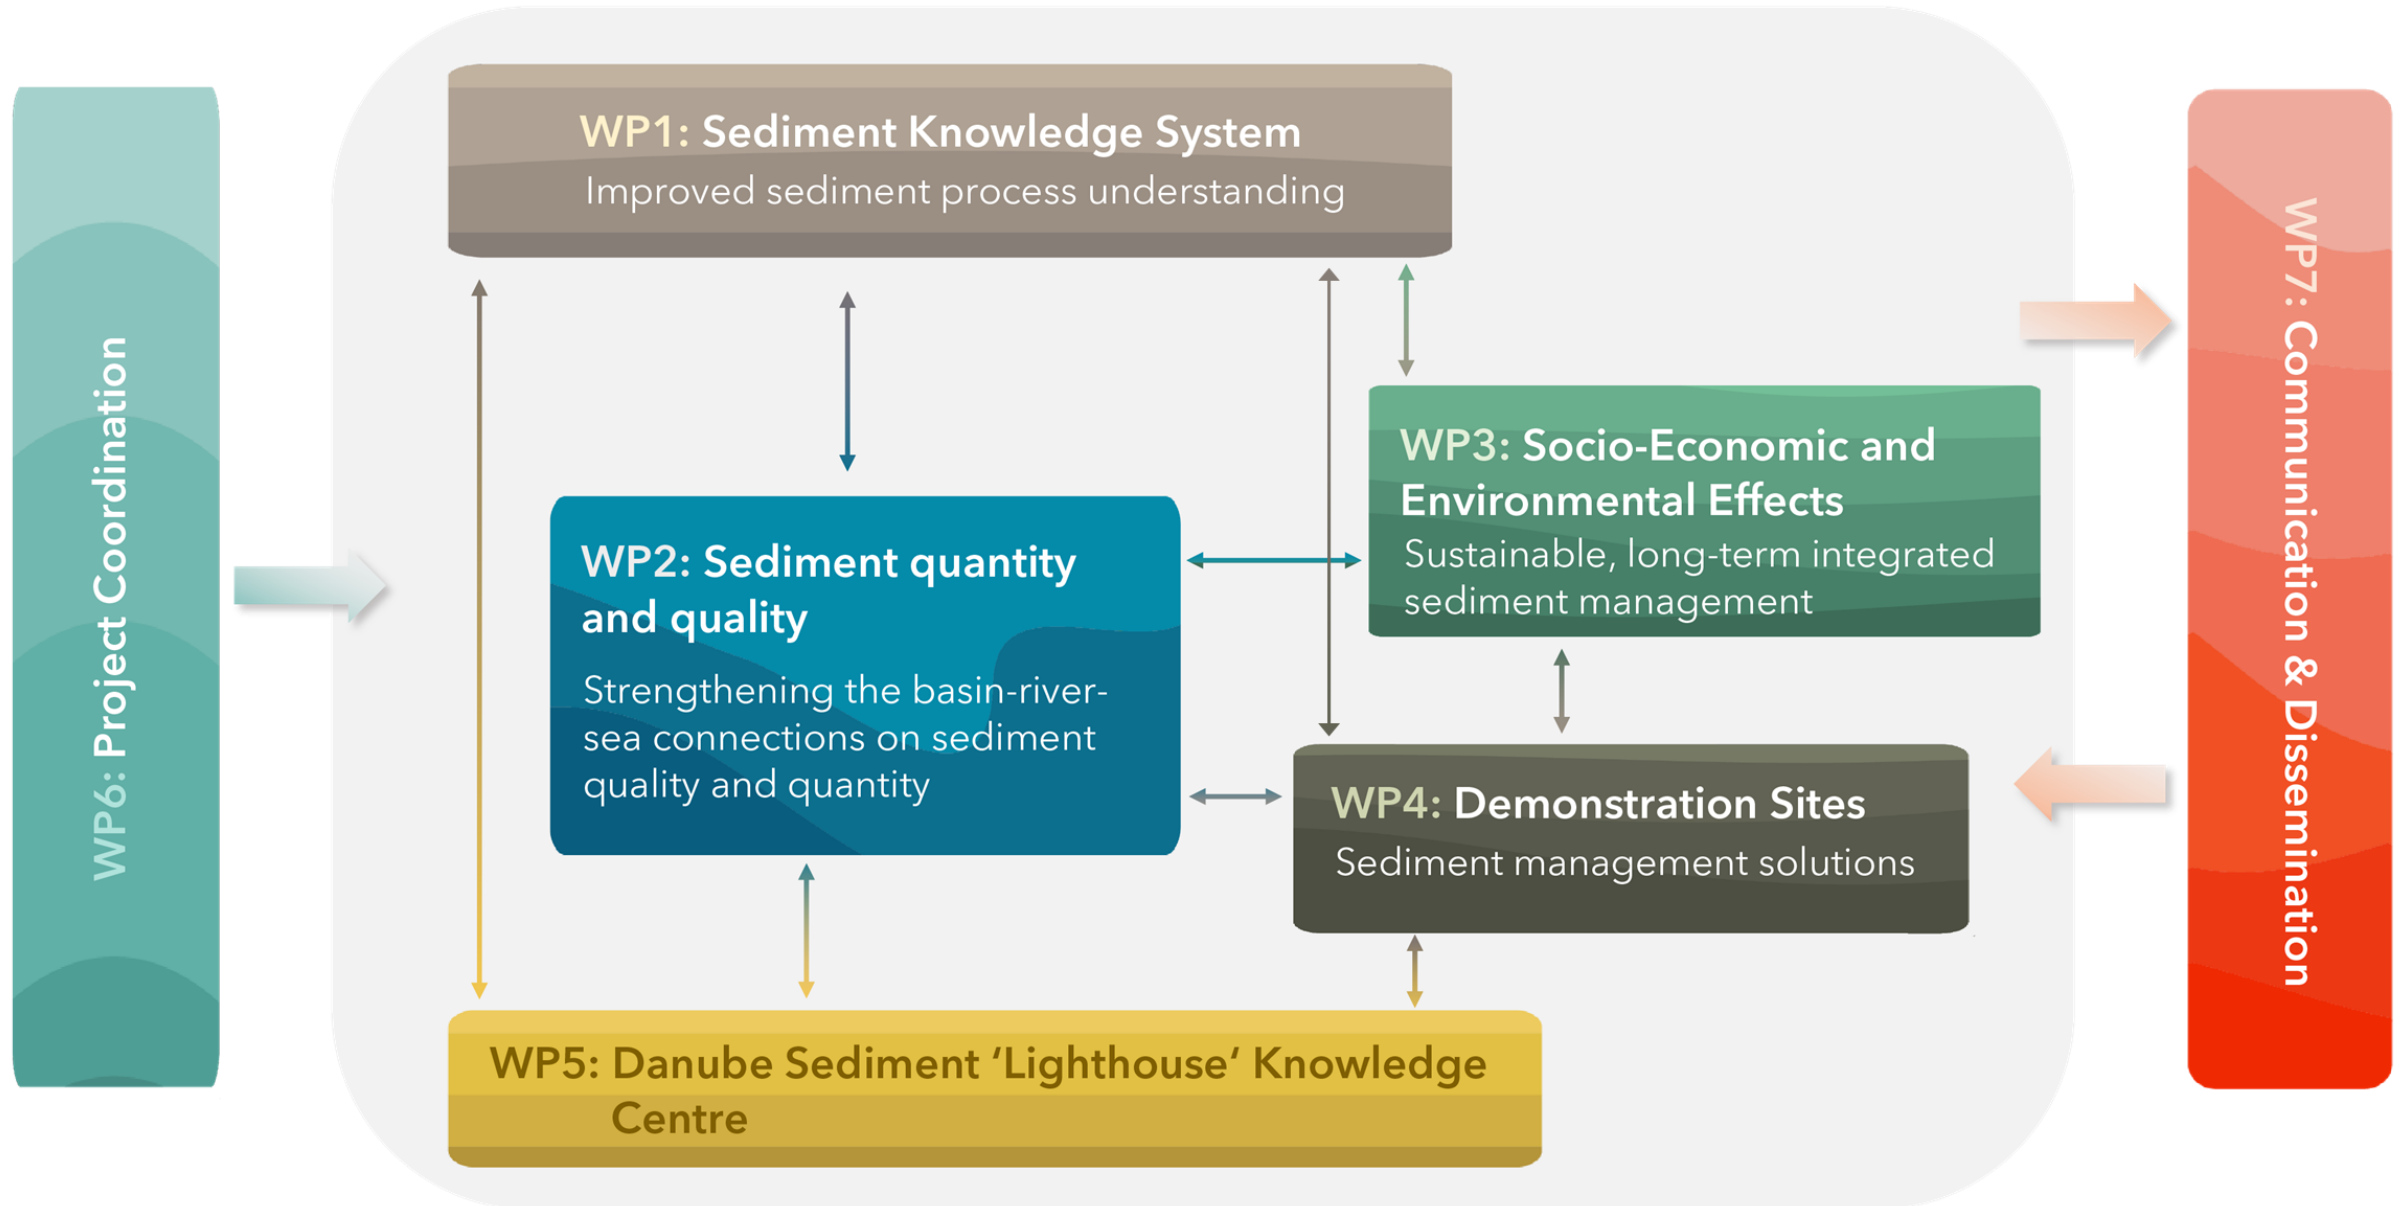 WP6: Project Coordination
WP1: Sediment Knowledge System
Improved sediment process understanding
WP2: Sediment quantity
and quality
Strengthening the basin-river-
sea connections on sediment
quality and quantity
WP3: Socio-Economic and
Environmental Effects
Sustainable, long-term integrated
sediment management
WP4: Demonstration Sites
Sediment management solutions
WP5: Danube Sediment ‘Lighthouse‘ Knowledge
Centre
WP7: Communication & Dissemination